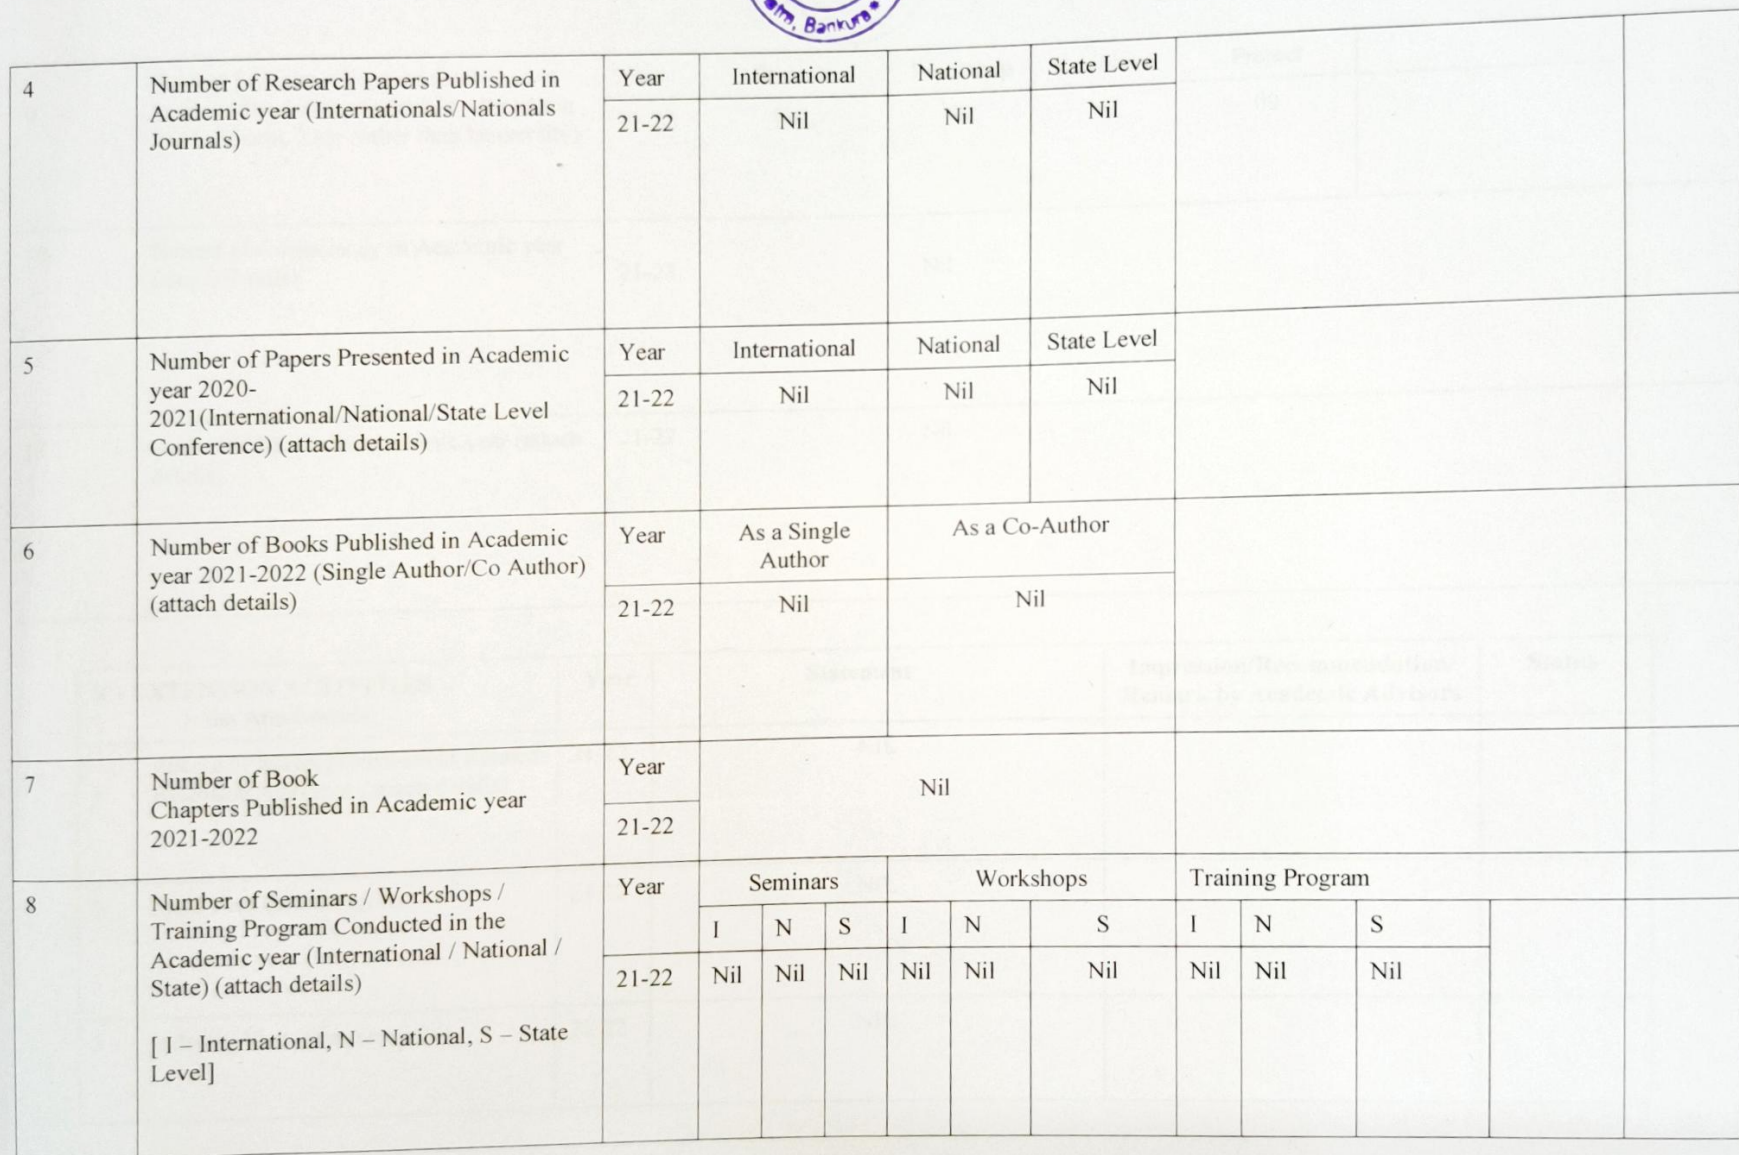 Bankura
4
Number of Research Papers Published in
Academic year (Internationals/Nationals
Journals)
Year
International
National
State Level
21-22
Nil
Nil
Nil
5
Number of Papers Presented in Academic
year 2020-
2021(International/National/State Level
Conference) (attach details)
Year
International
National
State Level
21-22
Nil
Nil
Nil
6
Number of Books Published in Academic
year 2021-2022 (Single Author/Co Author)
(attach details)
Year
As a Single
Author
As a Co-Author
21-22
Nil
Nil
7
Number of Book
Chapters Published in Academic year
2021-2022
Year
21-22
Nil
8
Number of Seminars / Workshops /
Training Program Conducted in the
Academic year (International / National /
State) (attach details)
[ I – International, N – National, S – State
Level]
Year
Seminars
Workshops
Training Program
I N S I N S I N S
21-22
Nil Nil Nil Nil Nil Nil Nil Nil Nil